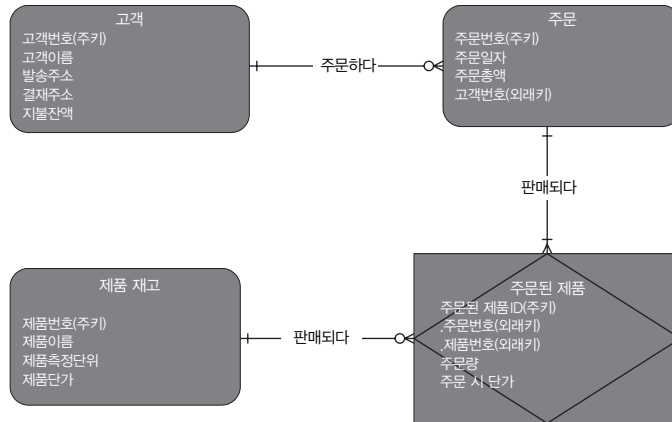 고객
고객번호(주키)
고객이름
발송주소
결재주소
지불잔액
주문하다
주문
주문번호(주키)
주문일자
주문총액
고객번호(외래키)
판매되다
제품 재고
제품번호(주키)
제품이름
제품측정단위
제품단가
판매되다
주문된 제품
주문된 제품ID(주키)
.주문번호(외래키)
.제품번호(외래키)
주문량
주문 시 단가